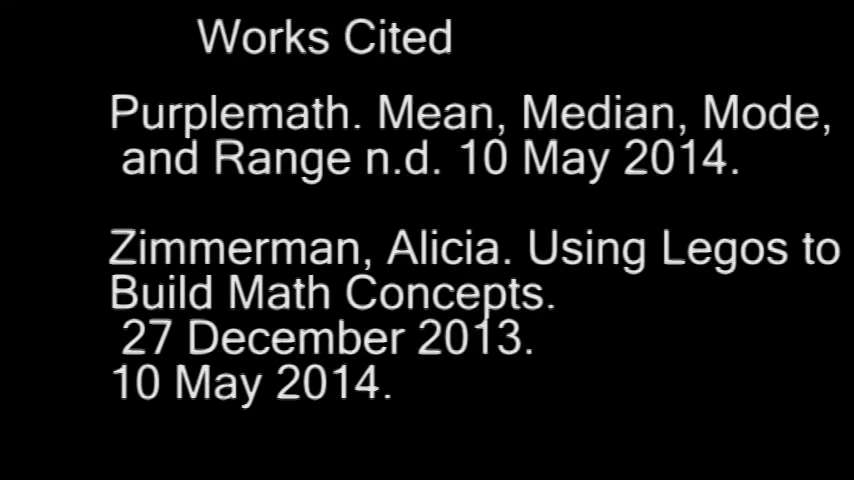 Works Cited
Purplemath. Mean, Median, Mode,
and Range n.d. 10 May 2014.
Zimmerman, Alicia. Using Legos to
Build Math Concepts.
27 December 2013.
10 May 2014.